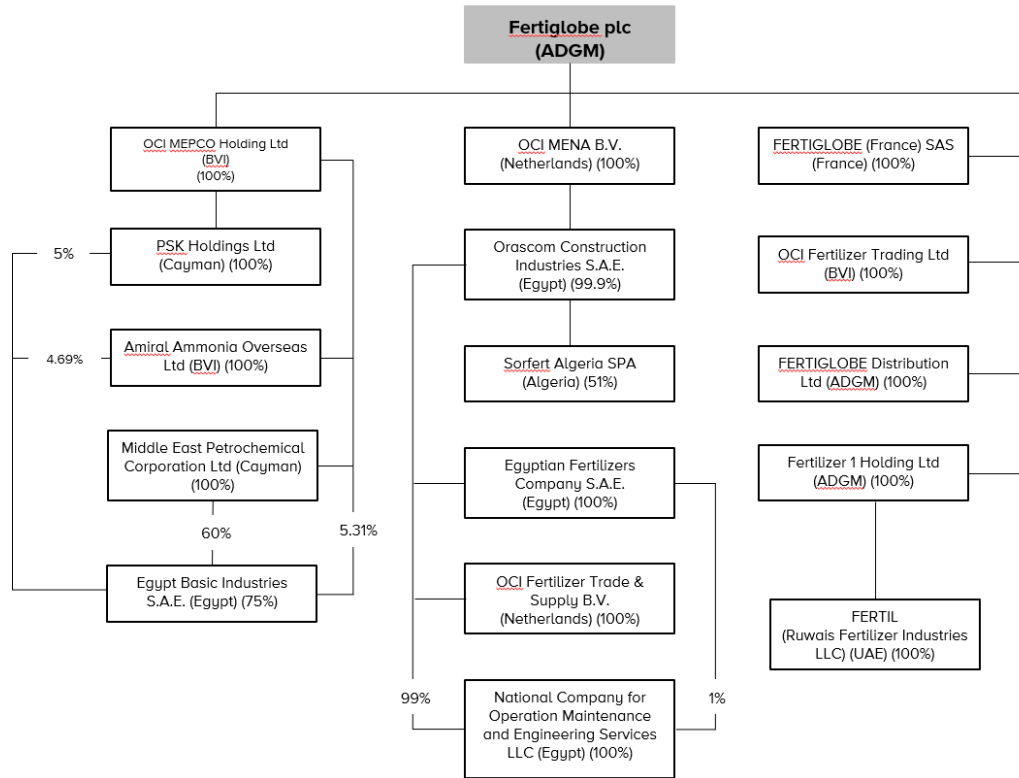 Fertiglobe plc
(ADGM)
OCI MEPCO Holding Ltd
(BVI)
(100%)
PSK Holdings Ltd
(Cayman) (100%)
5%
Amiral Ammonia Overseas
Ltd (BVI) (100%)
4.69%
Middle East Petrochemical
Corporation Ltd (Cayman)
(100%)
60%
5.31%
Egypt Basic Industries
S.A.E. (Egypt) (75%)
OCI MENA B.V.
(Netherlands) (100%)
Orascom Construction
Industries S.A.E.
(Egypt) (99.9%)
Sorfert Algeria SPA
(Algeria) (51%)
Egyptian Fertilizers
Company S.A.E.
(Egypt) (100%)
OCI Fertilizer Trade &
Supply B.V.
(Netherlands) (100%)
99%
National Company for
Operation Maintenance
and Engineering Services
LLC (Egypt) (100%)
1%
FERTIGLOBE (France) SAS
(France) (100%)
OCI Fertilizer Trading Ltd
(BVI) (100%)
FERTIGLOBE Distribution
Ltd (ADGM) (100%)
Fertilizer 1 Holding Ltd
(ADGM) (100%)
FERTIL
(Ruwais Fertilizer Industries
LLC) (UAE) (100%)